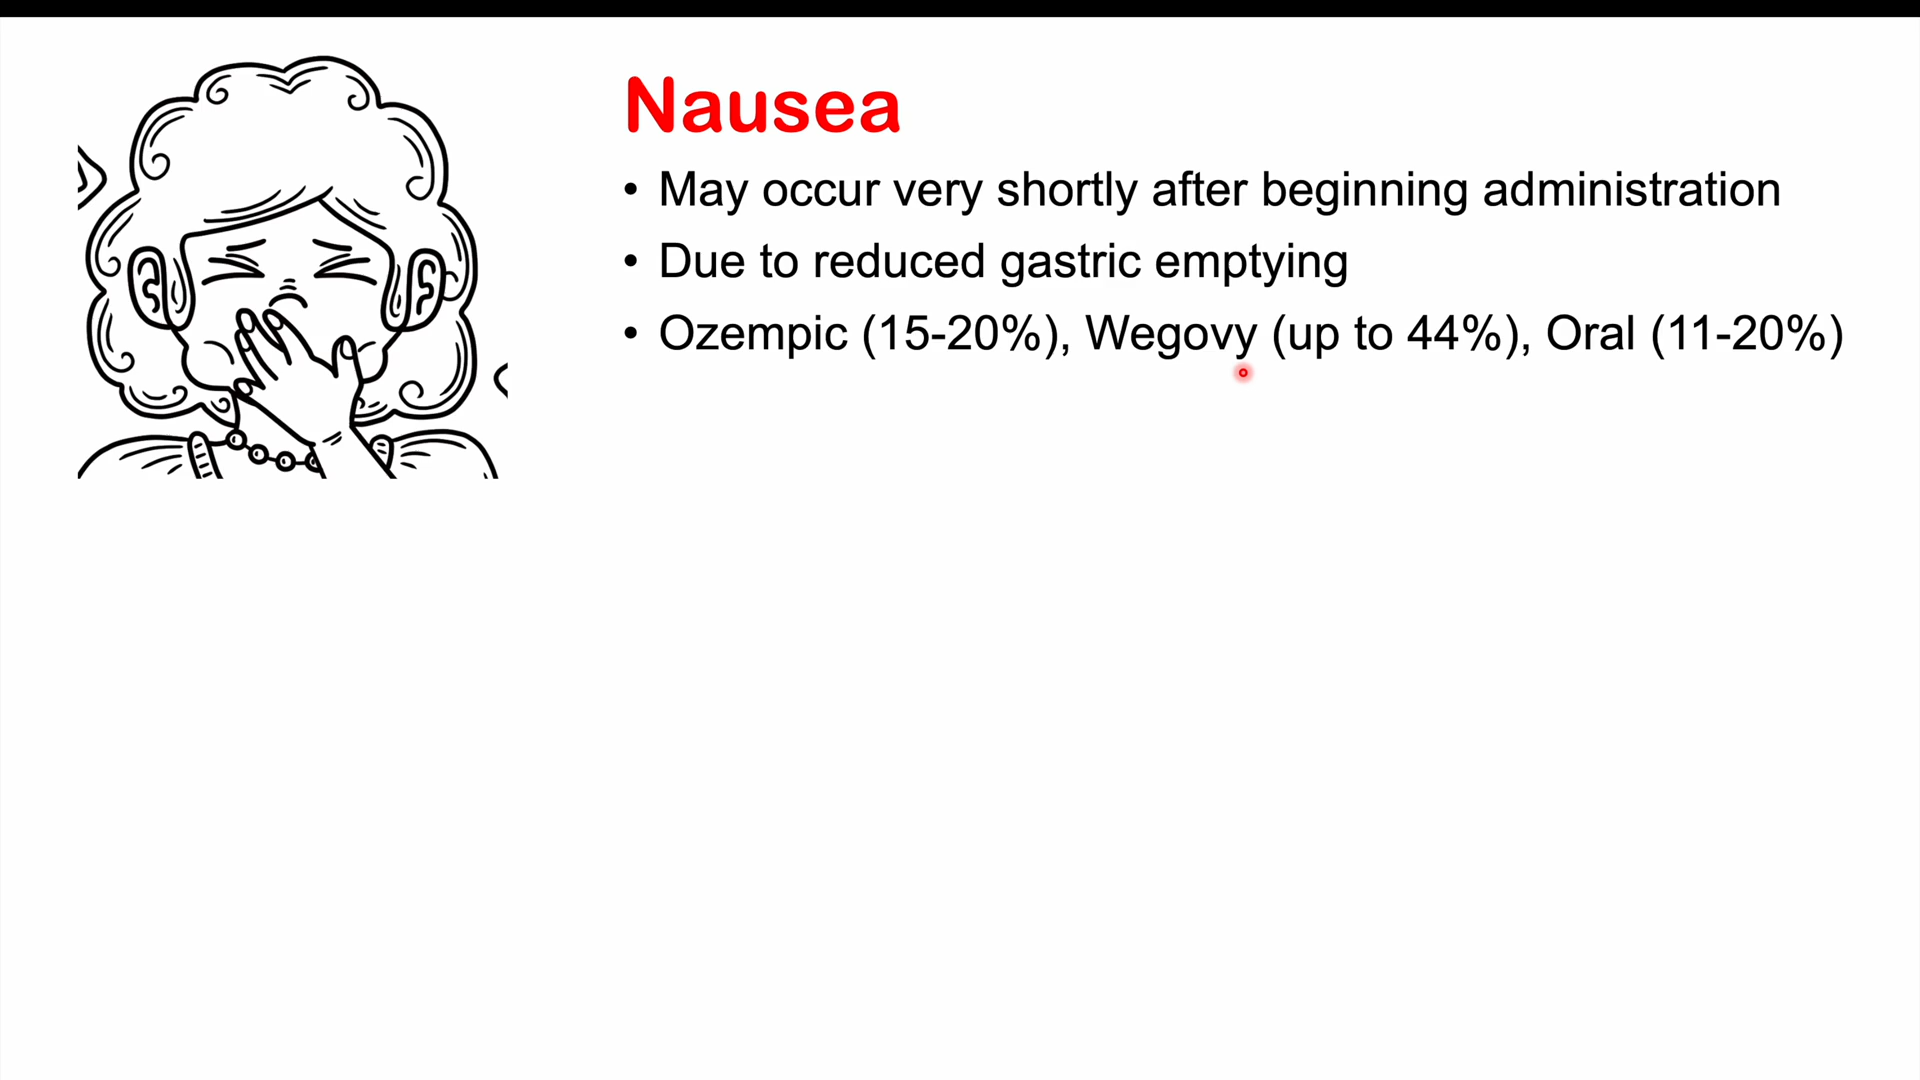 Nausea
• May occur very shortly after beginning administration
• Due to reduced gastric emptying
• Ozempic (15-20%), Wegovy (up to 44%), Oral (11-20%)